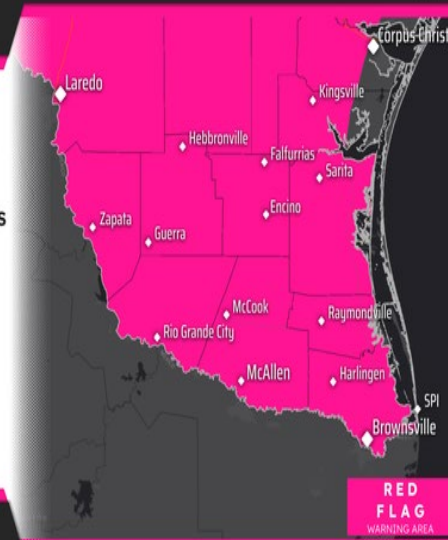 Corpus Christ
Laredo
Kingsville
Hebbronville
Falfurrias
Sarita
Encino
Zapata
Guerra
s
McCook
Raymondville
Rio Grande City
McAllen
Harlingen
SPI
Brownsville
RED
FLAG
WARNING AREA